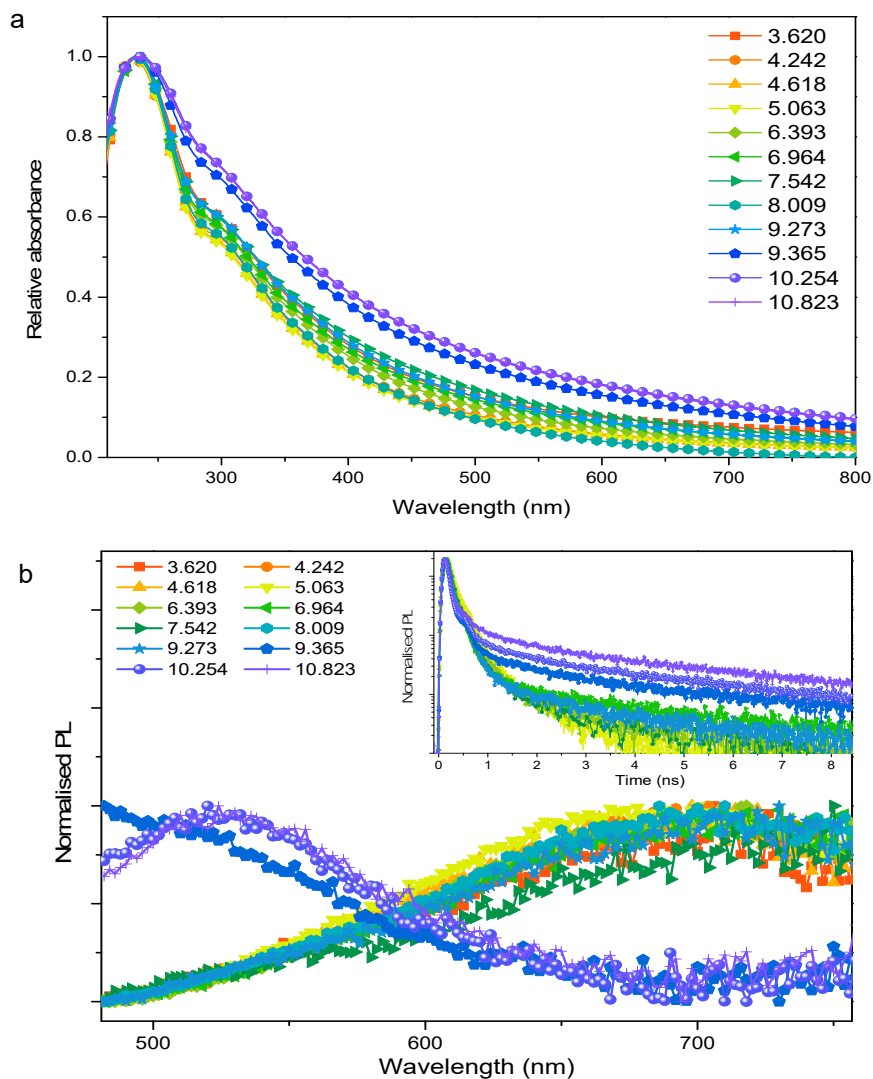 a
Relative absorbance
1.0
0.8
0.6
0.4
0.2
0.0
300 400 500 600 700 800
Wavelength (nm)
3.620
4.242
4.618
5.063
6.393
6.964
7.542
8.009
9.273
9.365
10.254
10.823
b
Normalised PL
3.620 4.242
4.618 5.063
6.393 6.964
7.542 8.009
9.273 9.365
10.254 10.823
Normalised PL
0 1 2 3 4 5 6 7 8
Time (ns)
500 600 700
Wavelength (nm)